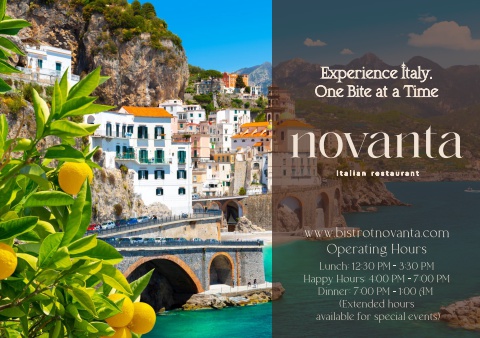 Experience Italy,
One Bite at a Time
novanta
italian restaurant
www.bistrotnovanta.com
Operating Hours
Lunch: 12:30 PM - 3:30 PM
Happy Hours: 4:00 PM - 7:00 PM
Dinner: 7:00 PM - 1:00 AM
(Extended hours
available for special events)